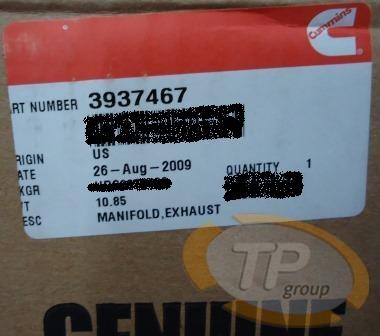 Cummins
RT NUMBER 3937467
RIGIN US
ATE 26-Aug-2009 QUANTITY 1
KGR
T 10.85
ESC MANIFOLD,EXHAUST
TP
group
GENUINE